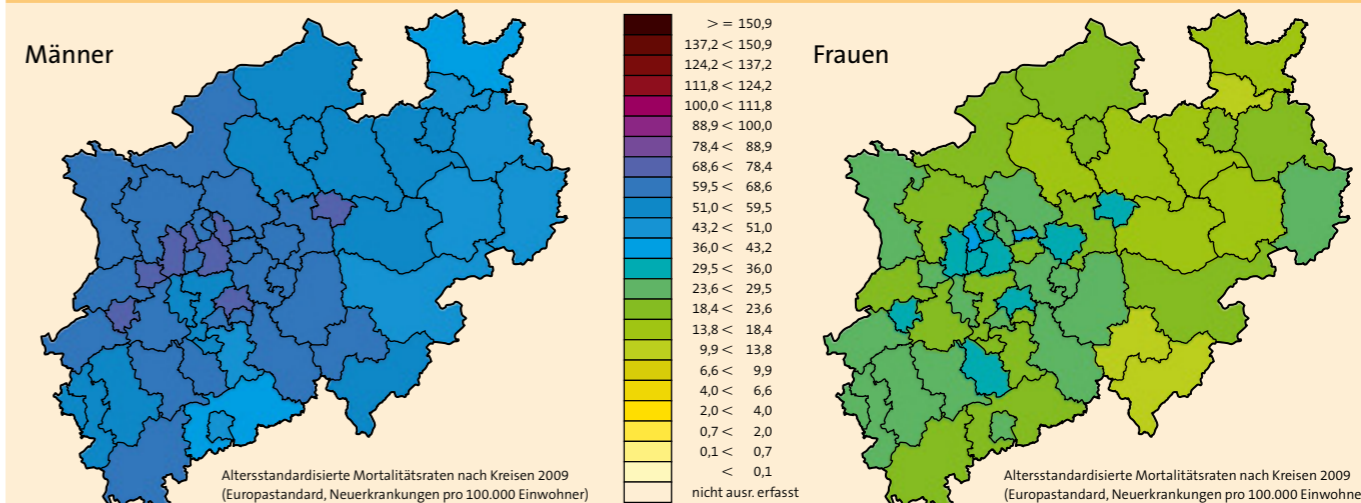 Männer
>= 150,9
137,2 < 150,9
124,2 < 137,2
111,8 < 124,2
100,0 < 111,8
88,9 < 100,0
78,4 < 88,9
68,6 < 78,4
59,5 < 68,6
51,0 < 59,5
43,2 < 51,0
36,0 < 43,2
29,5 < 36,0
23,6 < 29,5
18,4 < 23,6
13,8 < 18,4
9,9 < 13,8
6,6 < 9,9
4,0 < 6,6
2,0 < 4,0
0,7 < 2,0
0,1 < 0,7
< 0,1
nicht ausr. erfasst
Frauen
Altersstandardisierte Mortalitätsraten nach Kreisen 2009
(Europastandard, Neuerkrankungen pro 100.000 Einwohner)
Altersstandardisierte Mortalitätsraten nach Kreisen 2009
(Europastandard, Neuerkrankungen pro 100.000 Einwohne